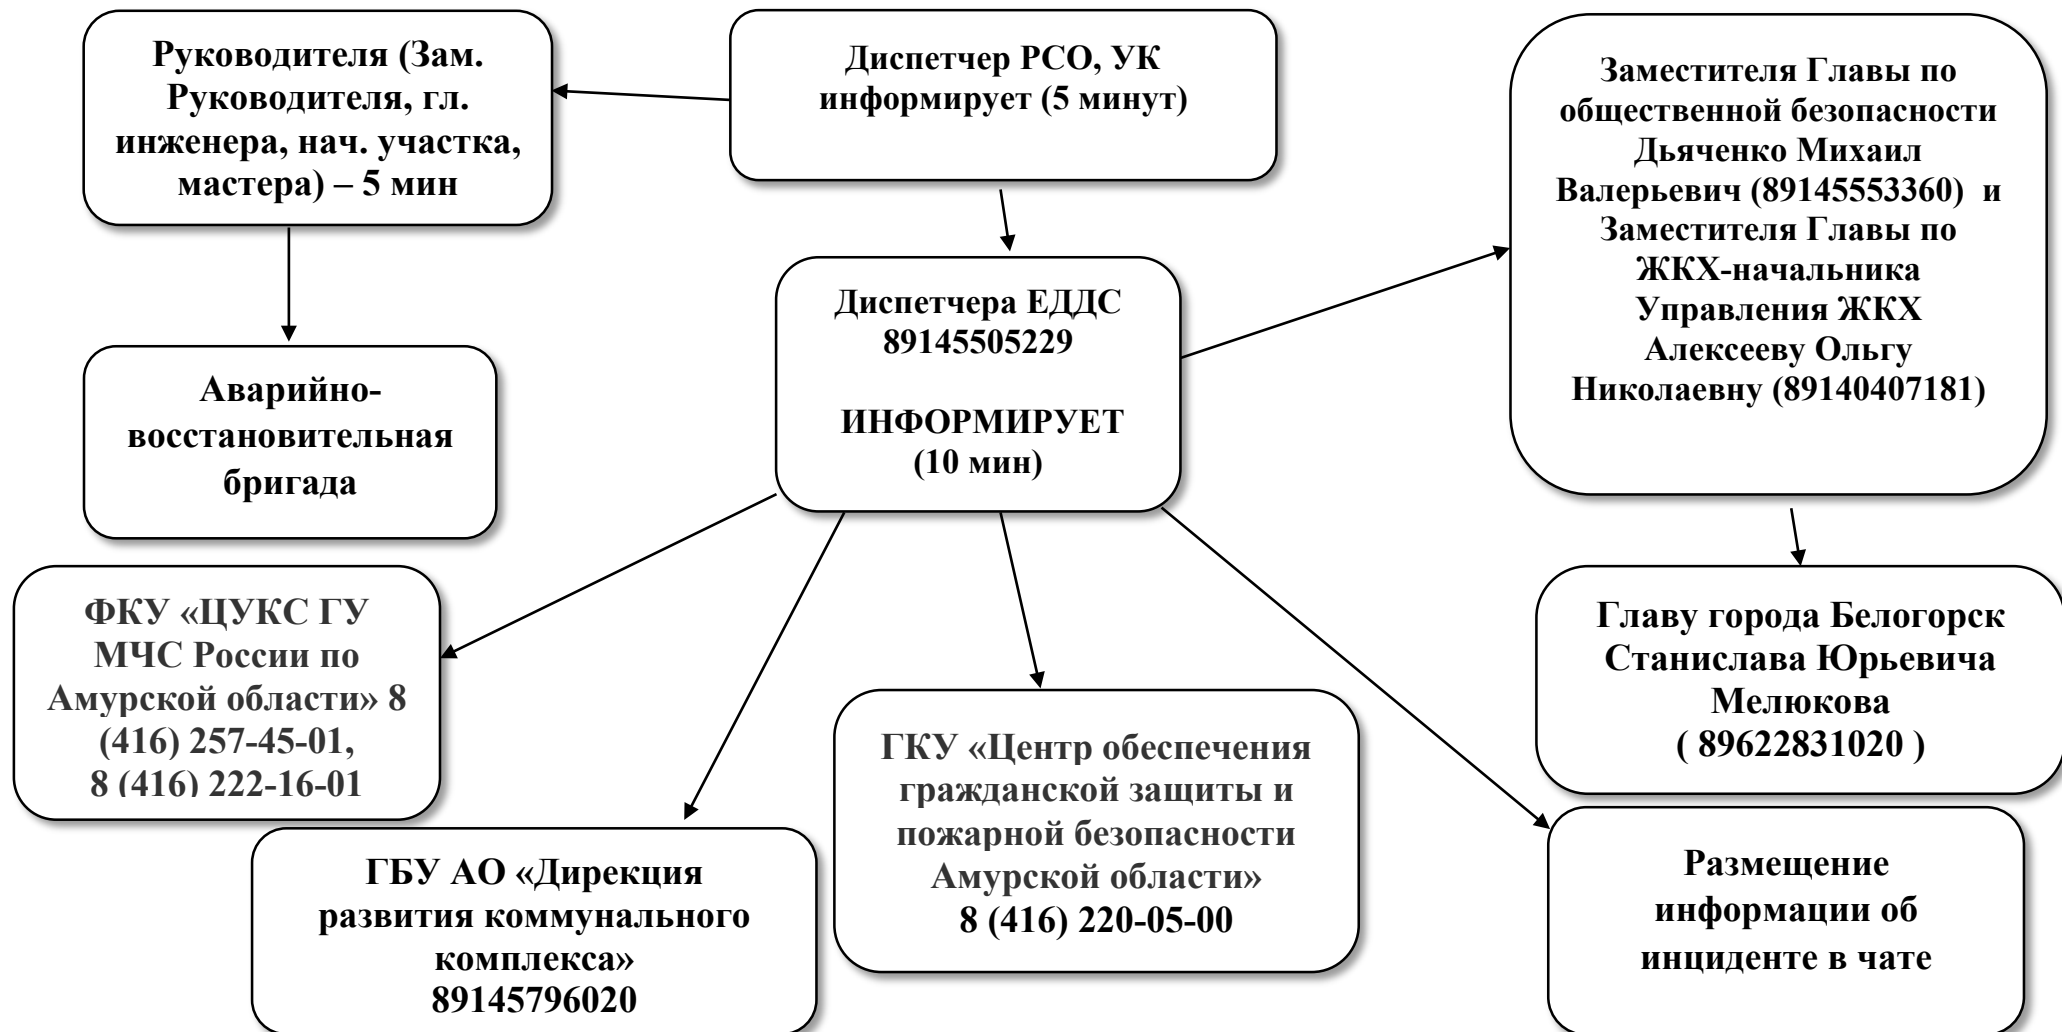 Руководителя (Зам.
Руководителя, гл.
инженера, нач. участка,
мастера) – 5 мин
Диспетчер РСО, УК
информирует (5 минут)
Заместителя Главы по
общественной безопасности
Дьяченко Михаил
Валерьевич (89145553360) и
Заместителя Главы по
ЖКХ-начальника
Управления ЖКХ
Алексееву Ольгу
Николаевну (89140407181)
Диспетчера ЕДДС
89145505229
ИНФОРМИРУЕТ
(10 мин)
Аварийно-
восстановительная
бригада
ФКУ «ЦУКС ГУ
МЧС России по
Амурской области» 8
(416) 257-45-01,
8 (416) 222-16-01
Главу города Белогорск
Станислава Юрьевича
Мелюкова
( 89622831020 )
ГКУ «Центр обеспечения
гражданской защиты и
пожарной безопасности
Амурской области»
8 (416) 220-05-00
ГБУ АО «Дирекция
развития коммунального
комплекса»
89145796020
Размещение
информации об
инциденте в чате